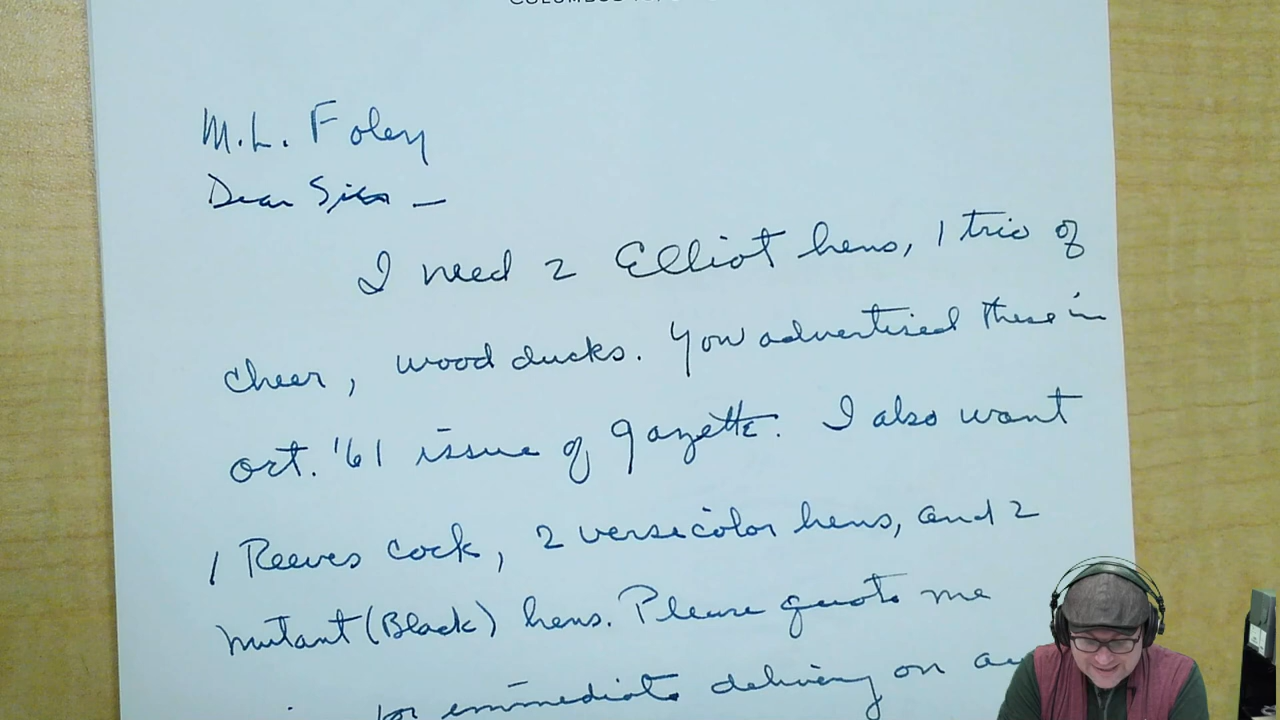 M.L. Foley
Dear Sirs —
I need 2 Elliot hens, 1 trio of
cheer, wood ducks. You advertised these in
oct. '61 issue of gazette. I also want
1 Reeves cock, 2 versicolor hens, and 2
mutant (Black) hens. Please quote me
for immediate delivery on